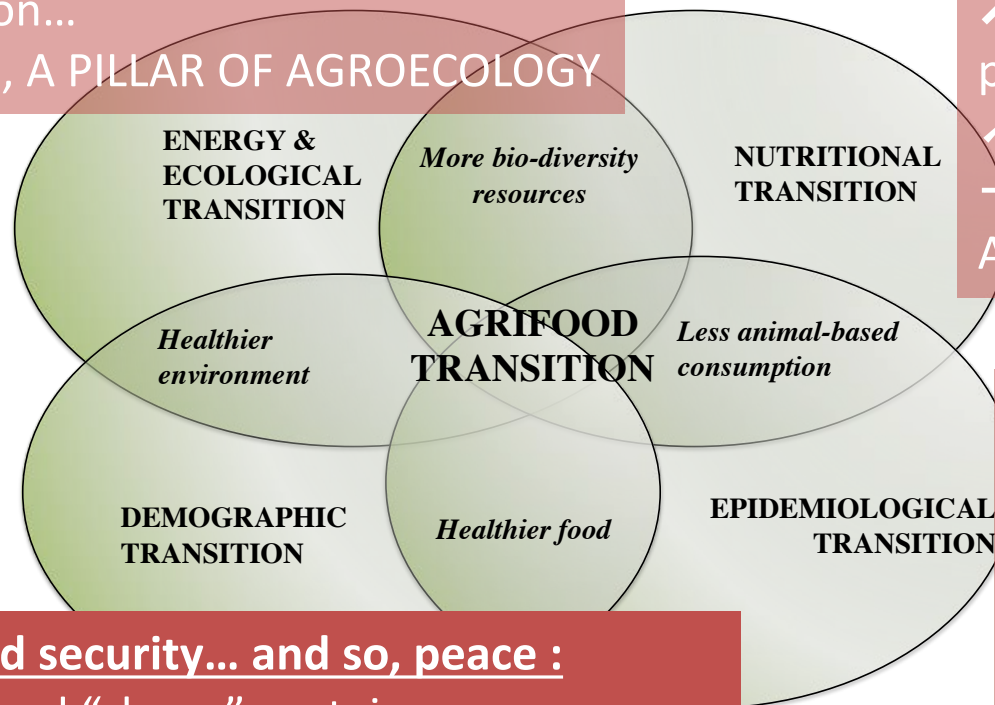 on…
, A PILLAR OF AGROECOLOGY
ENERGY &
ECOLOGICAL
TRANSITION
More bio-diversity
resources
NUTRITIONAL
TRANSITION
Healthier
environment
AGRIFOOD
TRANSITION
Less animal-based
consumption
DEMOGRAPHIC
TRANSITION
Healthier food
EPIDEMIOLOGICAL
TRANSITION
d security… and so, peace :